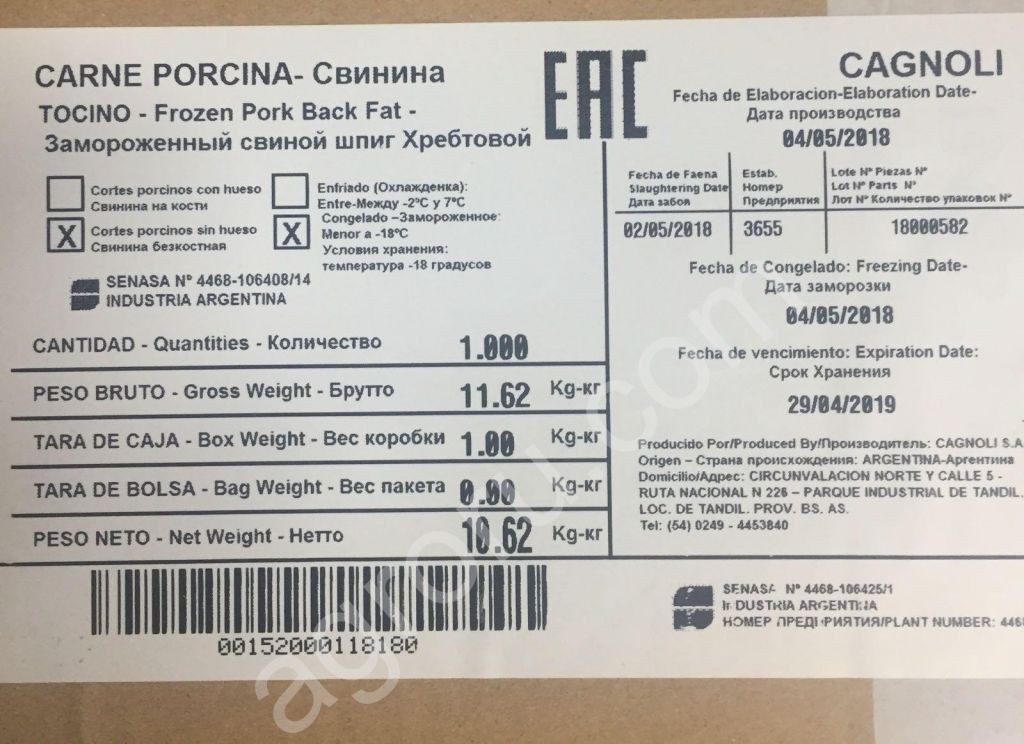 CARNE PORCINA- Свинина
TOCINO - Frozen Pork Back Fat -
Замороженный свиной шпиг Хребтовой
EAC
CAGNOLI
Fecha de Elaboracion-Elaboration Date-
Дата производства
04/05/2018
Cortes porcinos con hueso
Свинина на кости
X Cortes porcinos sin hueso
Свинина безкостная
Enfriado (Охлажденка):
Entre-Между -2ºC y 7ºC
X Congelado –Замороженное:
Menor a -18ºC
Условия хранения:
температура -18 градусов
SENASA Nº 4468-106408/14
INDUSTRIA ARGENTINA
Fecha de Faena
Slaughtering Date
Дата забоя
02/05/2018
Estab.
Номер
Предприятия
3655
Lote Nº Piezas Nº
Lot Nº Parts Nº
Лот Nº Количество упаковок Nº
18000582
Fecha de Congelado: Freezing Date-
Дата заморозки
04/05/2018
Fecha de vencimiento: Expiration Date:
Срок Хранения
29/04/2019
CANTIDAD - Quantities - Количество 1.000
PESO BRUTO - Gross Weight - Брутто 11.62 Kg-кг
TARA DE CAJA - Box Weight - Вес коробки 1.00 Kg-кг
TARA DE BOLSA - Bag Weight - Вес пакета 0.00 Kg-кг
PESO NETO - Net Weight - Нетто 10.62 Kg-кг
Producido Por/Produced By/Производитель: CAGNOLI S.A
Origen – Страна происхождения: ARGENTINA-Аргентина
Domicilio/Адрес: CIRCUNVALACION NORTE Y CALLE 5 -
RUTA NACIONAL N 226 – PARQUE INDUSTRIAL DE TANDIL.
LOC. DE TANDIL. PROV. BS. AS.
Tel: (54) 0249 - 4453840
00152000118180
SENASA Nº 4468-106425/1
INDUSTRIA ARGENTINA
НОМЕР ПРЕДПРИЯТИЯ/PLANT NUMBER: 446
agroru.com